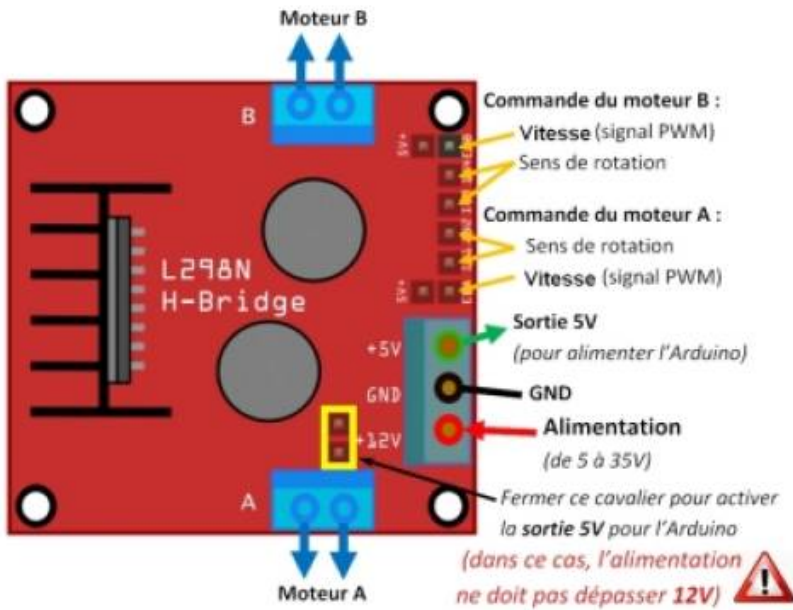 Moteur B
B
Commande du moteur B :
Vitesse (signal PWM)
Sens de rotation
Commande du moteur A :
Sens de rotation
Vitesse (signal PWM)
5V+
5V+
L298N
H-Bridge
+5V
GND
+12V
Sortie 5V
(pour alimenter l'Arduino)
GND
Alimentation
(de 5 à 35V)
A
Fermer ce cavalier pour activer
la sortie 5V pour l'Arduino
(dans ce cas, l'alimentation
ne doit pas dépasser 12V)
!
Moteur A